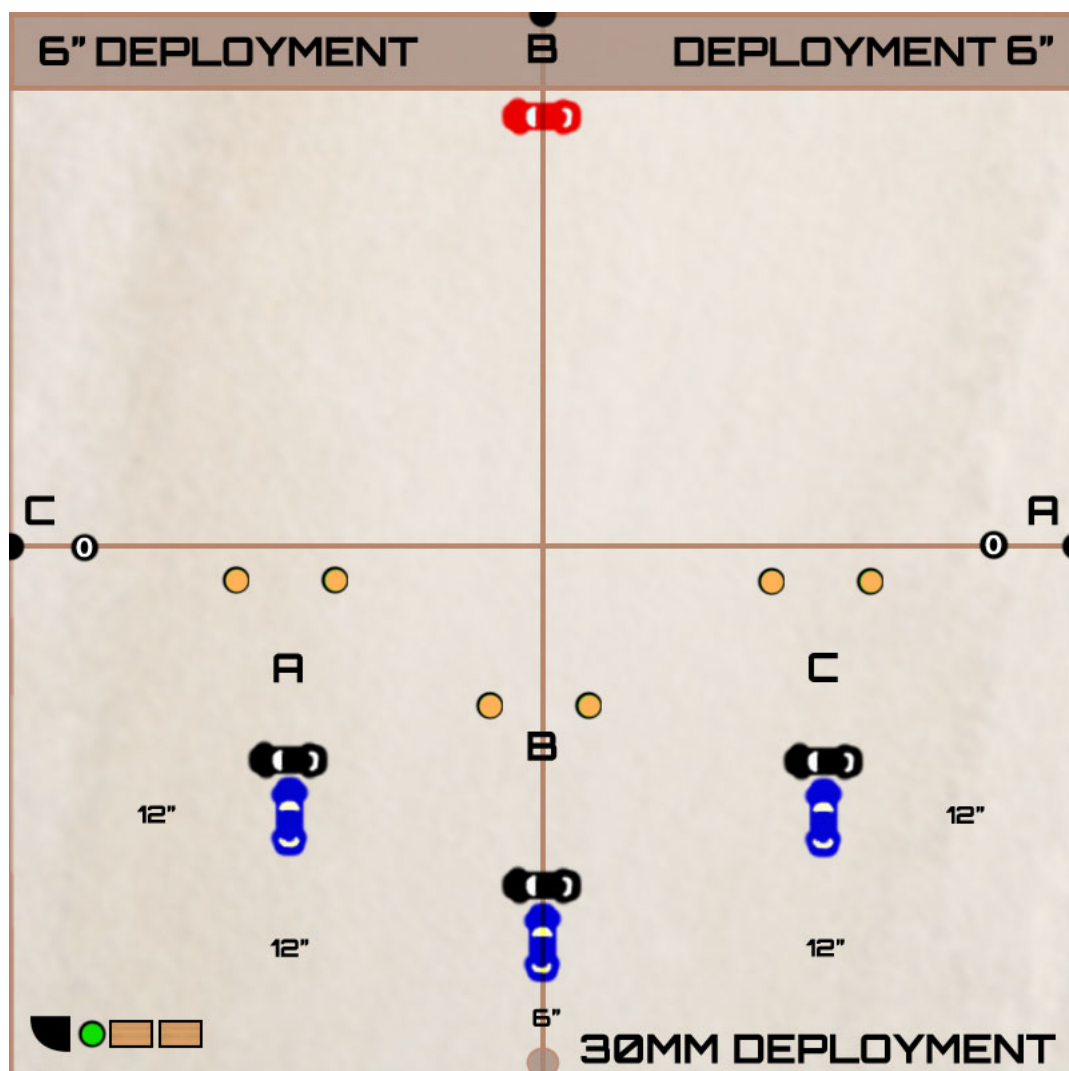 6” DEPLOYMENT
B
DEPLOYMENT 6”
C
A
0
0
A
C
B
12”
12”
12”
12”
6”
30MM DEPLOYMENT